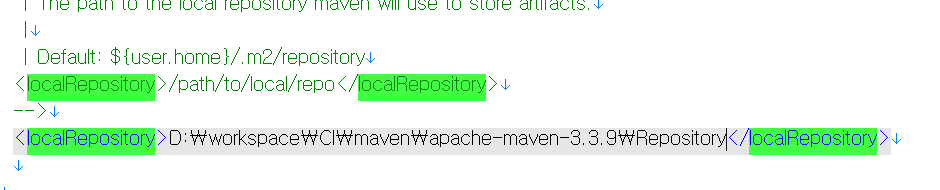 | The path to the local repository maven will use to store artifacts.↓
|↓
| Default: ${user.home}/.m2/repository↓
<localRepository>/path/to/local/repo</localRepository>↓
-->↓
<localRepository>D:₩workspace₩CI₩maven₩apache-maven-3.3.9₩Repository</localRepository>↓
↓